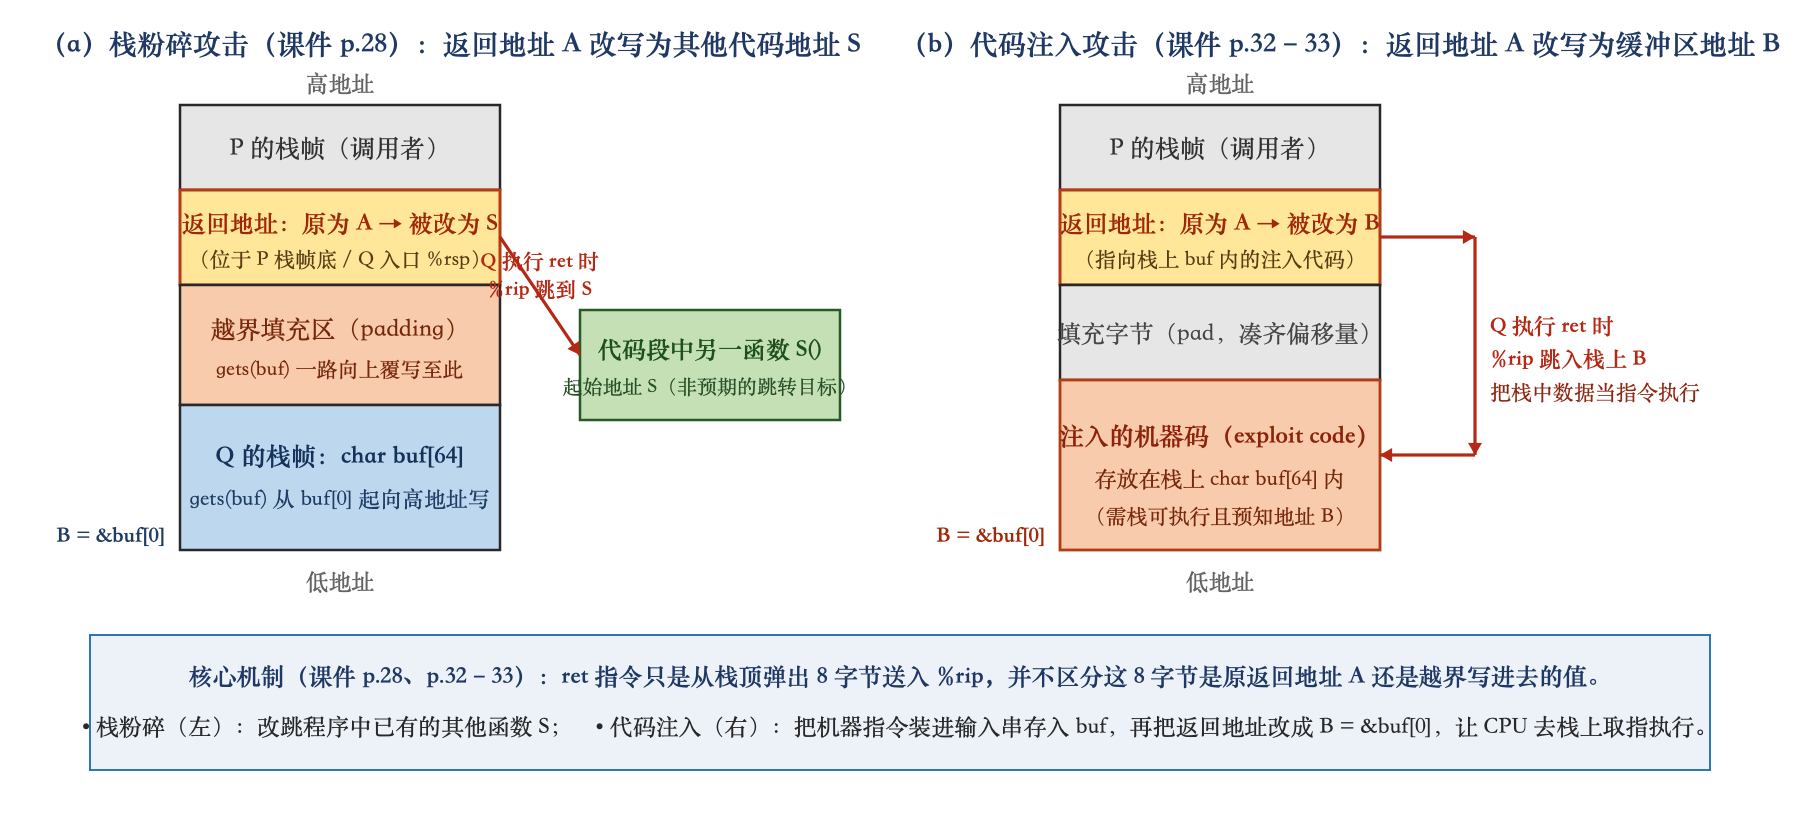 （a）栈粉碎攻击（课件 p.28）：返回地址 A 改写为其他代码地址 S
高地址
P 的栈帧（调用者）
返回地址：原为 A → 被改为 S
（位于 P 栈帧底 / Q 入口 %rsp）
Q 执行 ret 时
%rip 跳到 S
越界填充区（padding）
gets(buf) 一路向上覆写至此
代码段中另一函数 S()
起始地址 S（非预期的跳转目标）
Q 的栈帧：char buf[64]
gets(buf) 从 buf[0] 起向高地址写
B = &buf[0]
低地址
（b）代码注入攻击（课件 p.32 – 33）：返回地址 A 改写为缓冲区地址 B
高地址
P 的栈帧（调用者）
返回地址：原为 A → 被改为 B
（指向栈上 buf 内的注入代码）
填充字节（pad，凑齐偏移量）
Q 执行 ret 时
%rip 跳入栈上 B
把栈中数据当指令执行
注入的机器码（exploit code）
存放在栈上 char buf[64] 内
（需栈可执行且预知地址 B）
B = &buf[0]
低地址
核心机制（课件 p.28、p.32 – 33）：ret 指令只是从栈顶弹出 8 字节送入 %rip，并不区分这 8 字节是原返回地址 A 还是越界写进去的值。
• 栈粉碎（左）：改跳程序中已有的其他函数 S； • 代码注入（右）：把机器指令装进输入串存入 buf，再把返回地址改成 B = &buf[0]，让 CPU 去栈上取指执行。